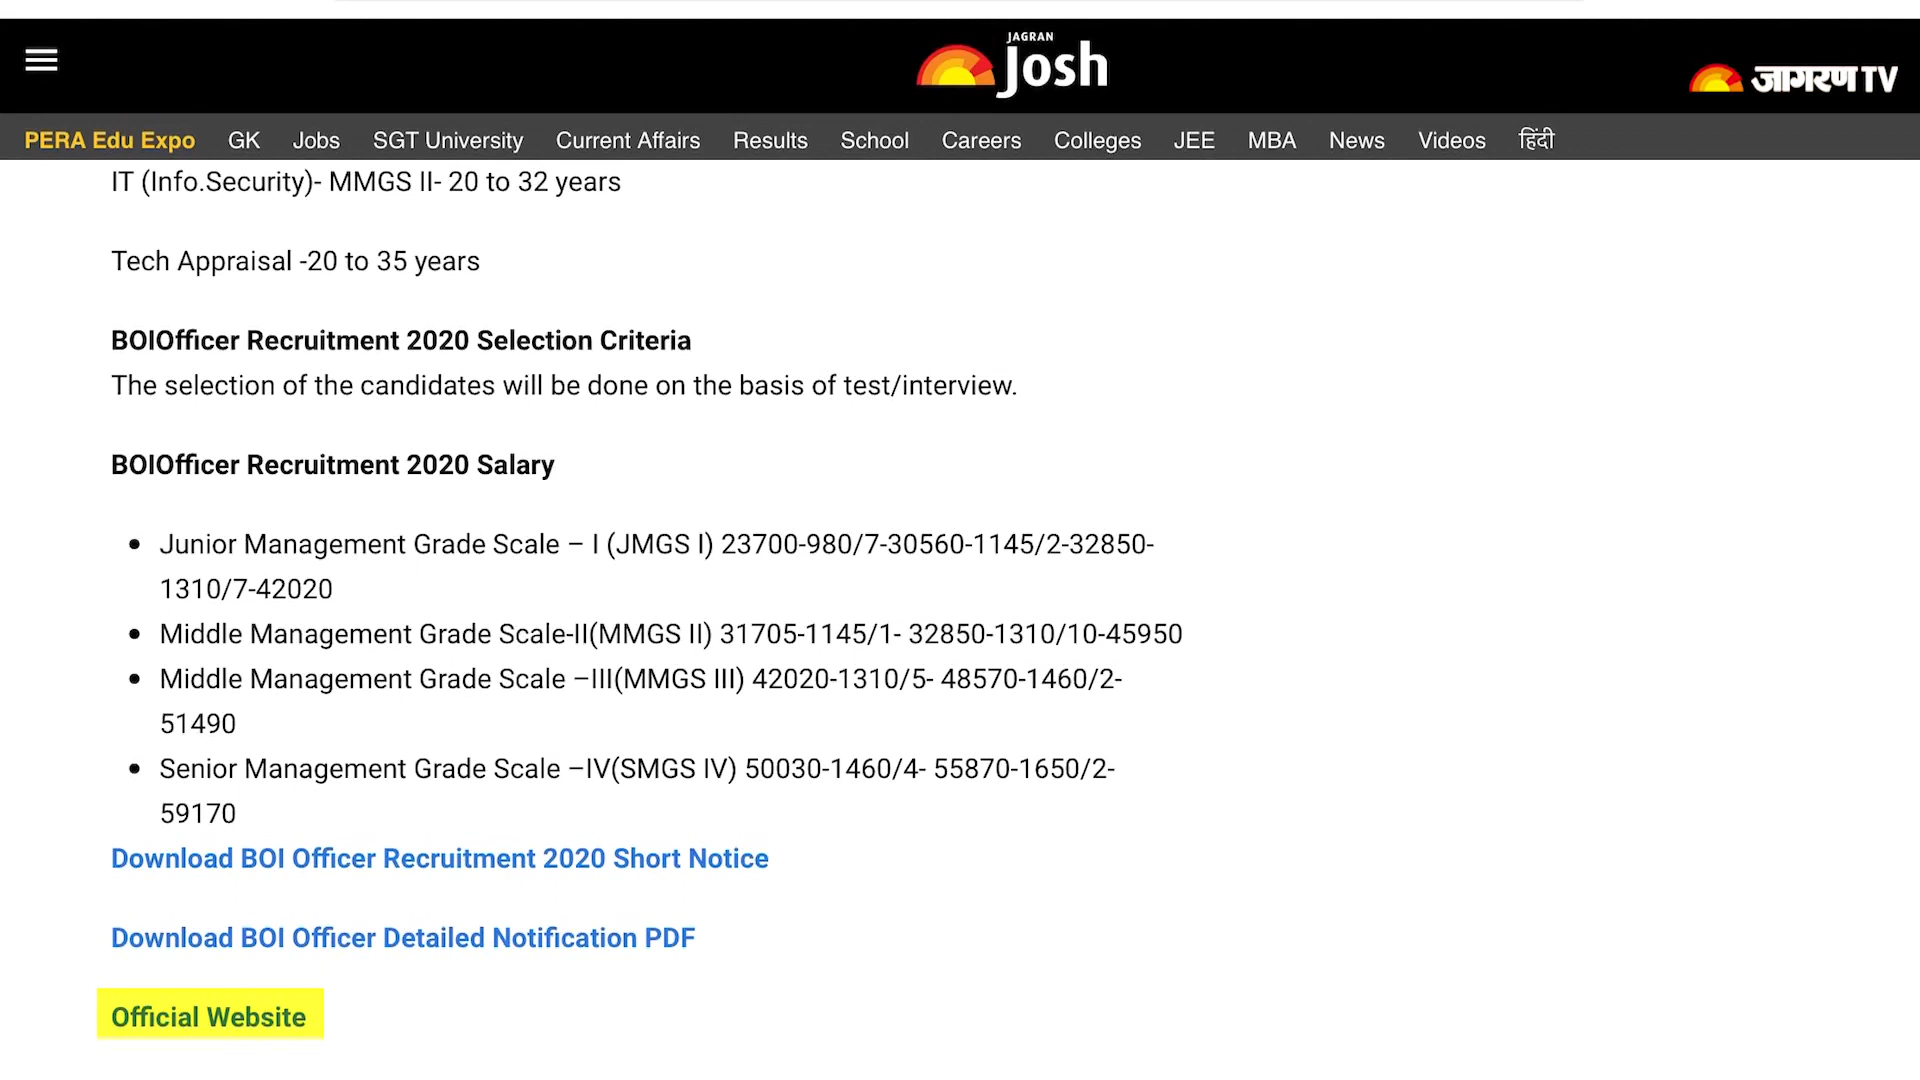 JAGRAN
Josh
जागरण TV
PERA Edu Expo GK Jobs SGT University Current Affairs Results School Careers Colleges JEE MBA News Videos हिंदी
IT (Info.Security)- MMGS II- 20 to 32 years
Tech Appraisal -20 to 35 years
BOIOfficer Recruitment 2020 Selection Criteria
The selection of the candidates will be done on the basis of test/interview.
BOIOfficer Recruitment 2020 Salary
• Junior Management Grade Scale – I (JMGS I) 23700-980/7-30560-1145/2-32850-
1310/7-42020
• Middle Management Grade Scale-II(MMGS II) 31705-1145/1- 32850-1310/10-45950
• Middle Management Grade Scale –III(MMGS III) 42020-1310/5- 48570-1460/2-
51490
• Senior Management Grade Scale –IV(SMGS IV) 50030-1460/4- 55870-1650/2-
59170
Download BOI Officer Recruitment 2020 Short Notice
Download BOI Officer Detailed Notification PDF
Official Website